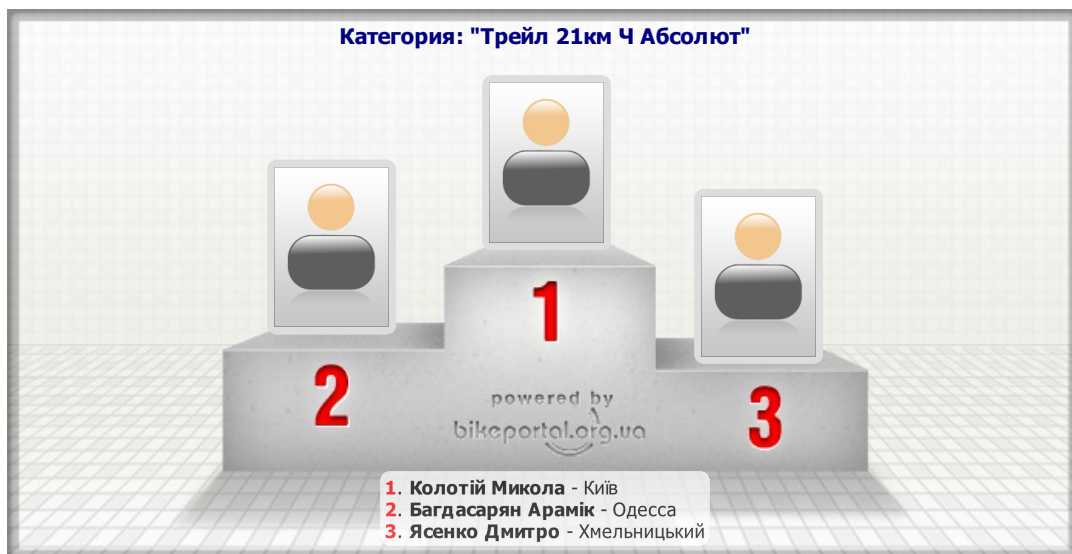 Категория: "Трейл 21км Ч Абсолют"
1
2
3
powered by
bikeportal.org.ua
1. Колотій Микола - Київ
2. Багдасарян Арамік - Одесса
3. Ясенко Дмитро - Хмельницький